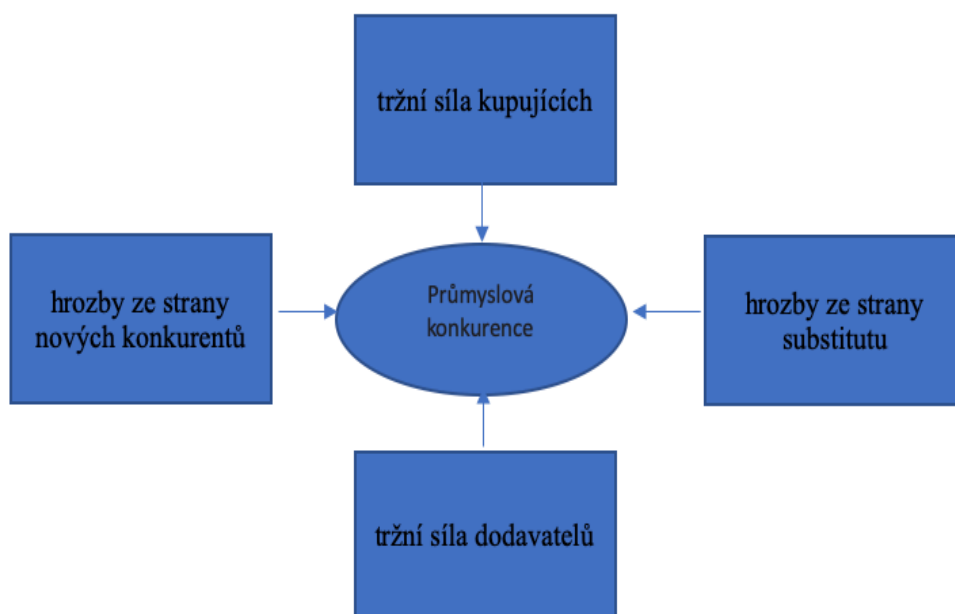 tržní síla kupujících
hrozby ze strany
nových konkurentů
Průmyslová
konkurence
hrozby ze strany
substitutu
tržní síla dodavatelů